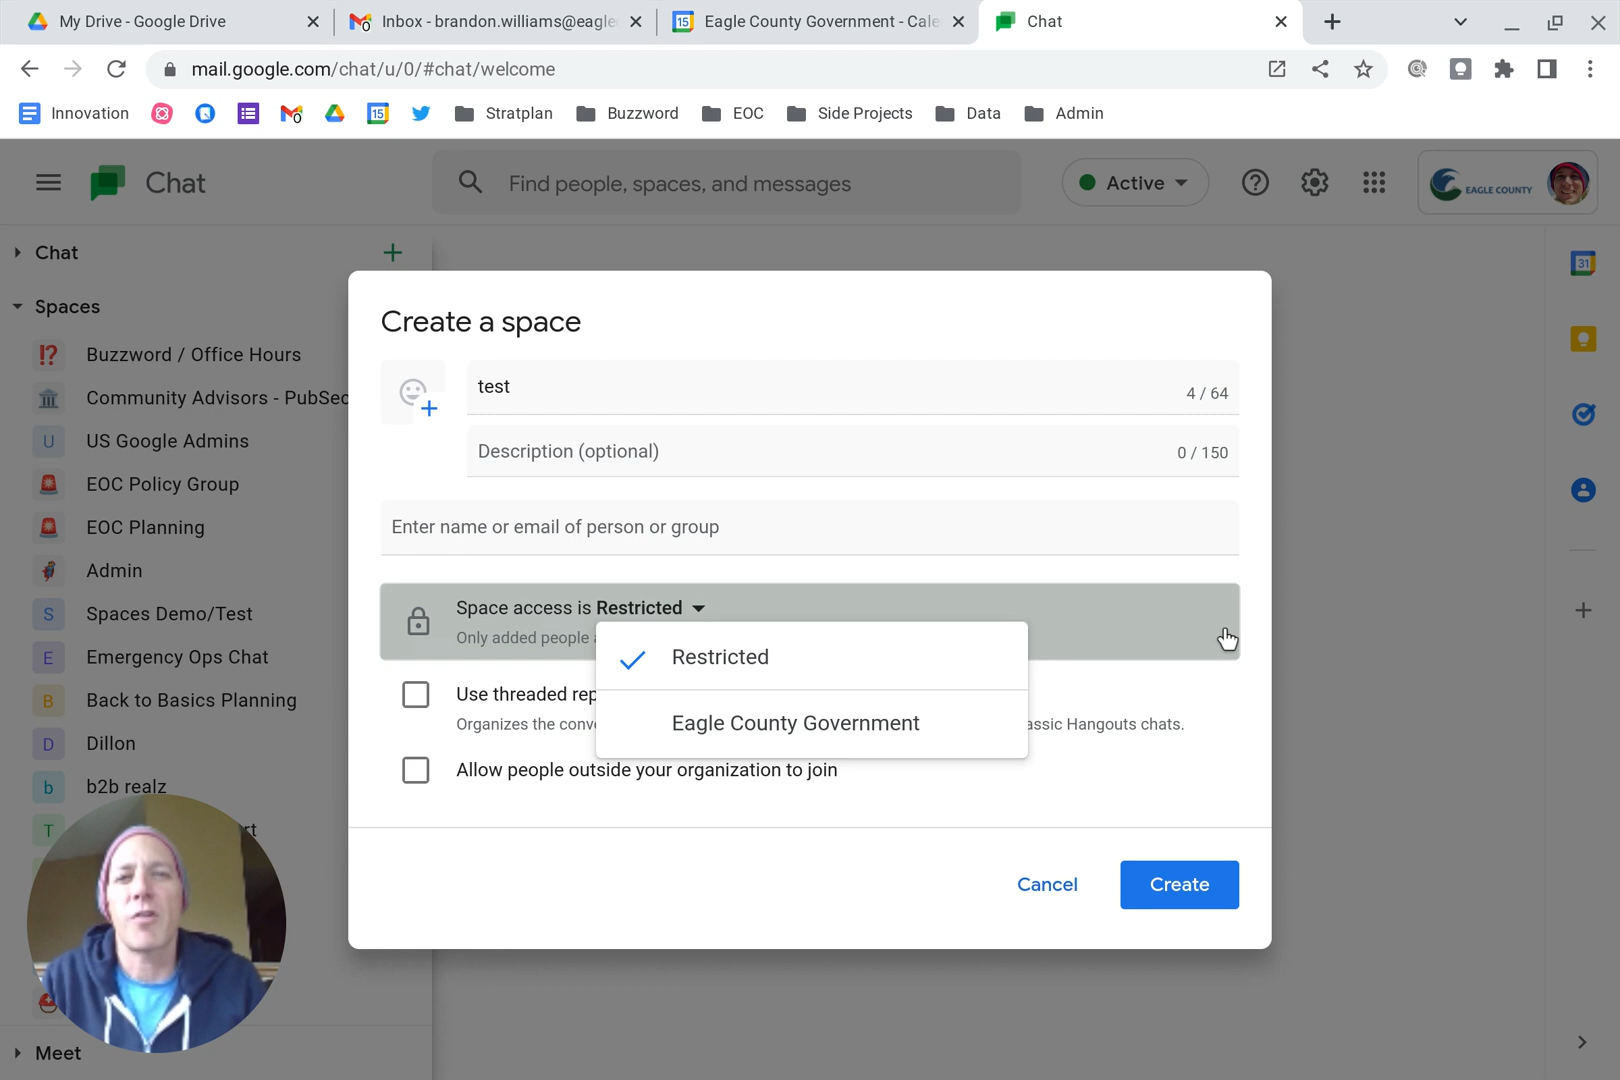 My Drive - Google Drive
Inbox - brandon.williams@eagle
15
Eagle County Government - Cale
Chat
mail.google.com/chat/u/0/#chat/welcome
Innovation
15
Stratplan
Buzzword
EOC
Side Projects
Data
Admin
Chat
Find people, spaces, and messages
Active
EAGLE COUNTY
Chat
Spaces
Buzzword / Office Hours
Community Advisors - PubSec
U
US Google Admins
EOC Policy Group
EOC Planning
Admin
S
Spaces Demo/Test
E
Emergency Ops Chat
B
Back to Basics Planning
D
Dillon
b
b2b realz
T
rt
Meet
31
Create a space
test
4 / 64
Description (optional)
0 / 150
Enter name or email of person or group
Space access is Restricted
Only added people a
Restricted
Eagle County Government
Use threaded rep
Organizes the conve
assic Hangouts chats.
Allow people outside your organization to join
Cancel
Create